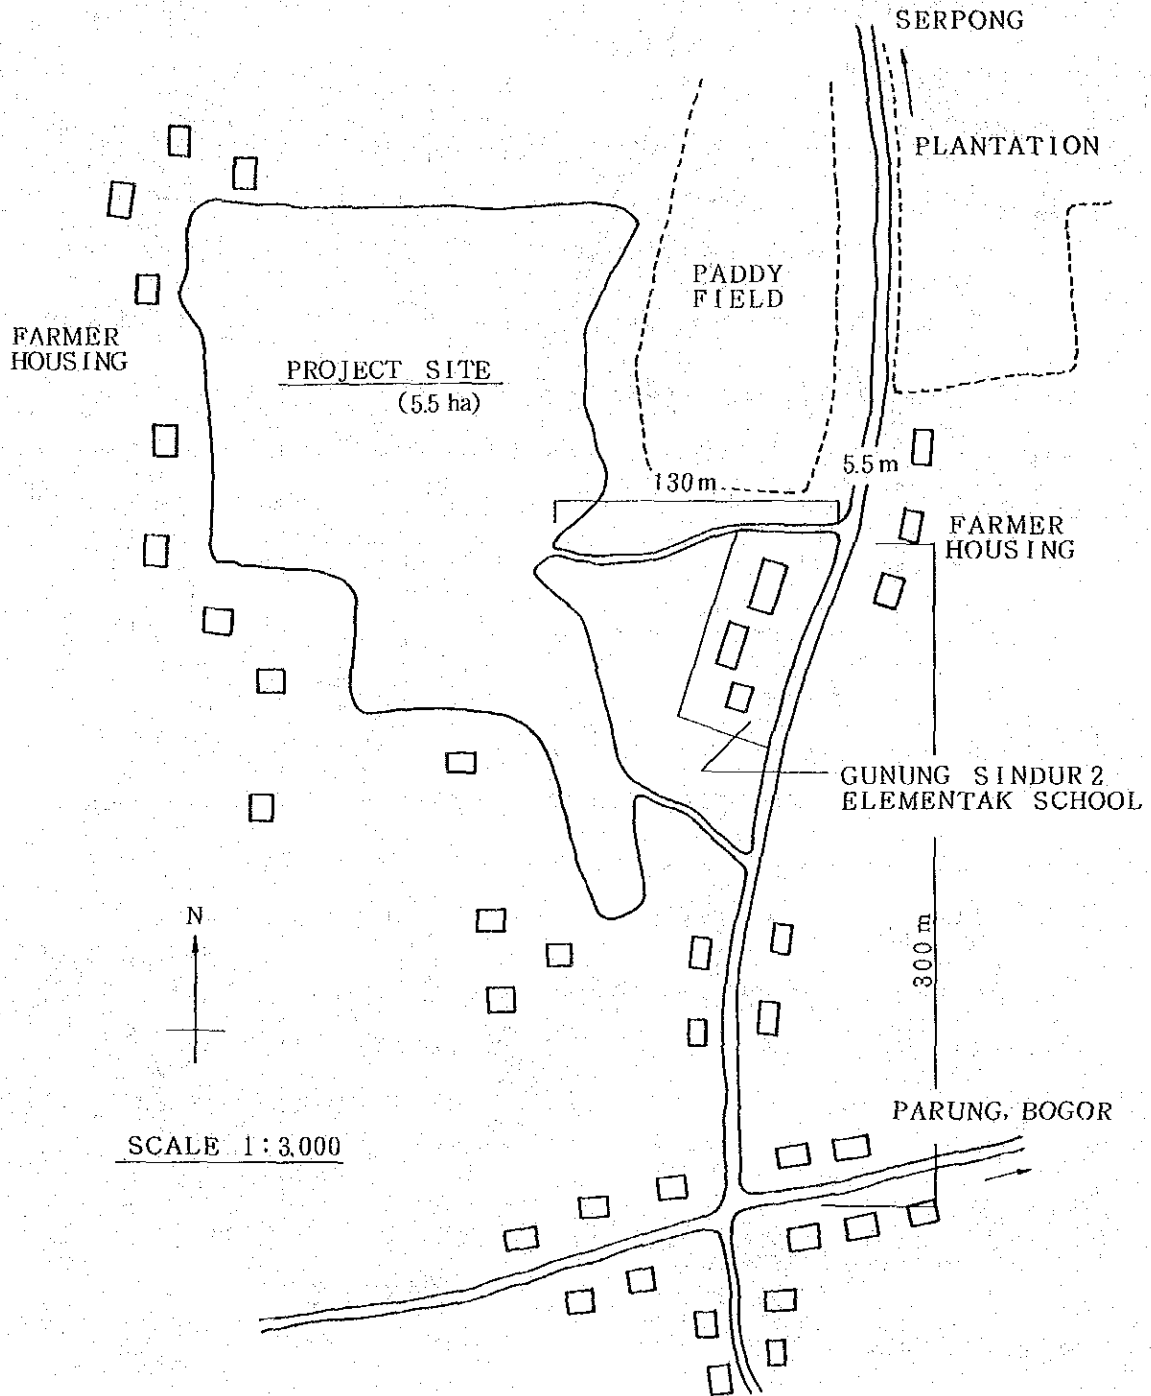 SERPONG
PLANTATION
PADDY
FIELD
FARMER
HOUSING
PROJECT SITE
(5.5 ha)
130m
5.5m
FARMER
HOUSING
GUNUNG SINDUR 2
ELEMENTAK SCHOOL
N
300m
PARUNG, BOGOR
SCALE 1:3,000